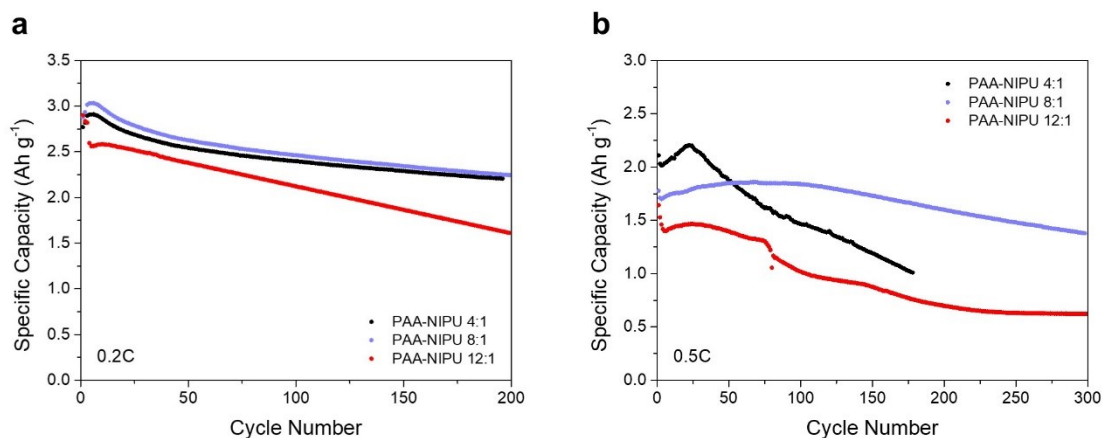 a
Specific Capacity (Ah g-1)
3.5
3.0
2.5
2.0
1.5
1.0
0.5
0.0
PAA-NIPU 4:1
PAA-NIPU 8:1
PAA-NIPU 12:1
0.2C
0
50
100
150
200
Cycle Number
b
Specific Capacity (Ah g-1)
3.0
2.5
2.0
1.5
1.0
0.5
0.0
PAA-NIPU 4:1
PAA-NIPU 8:1
PAA-NIPU 12:1
0.5C
0
50
100
150
200
250
300
Cycle Number